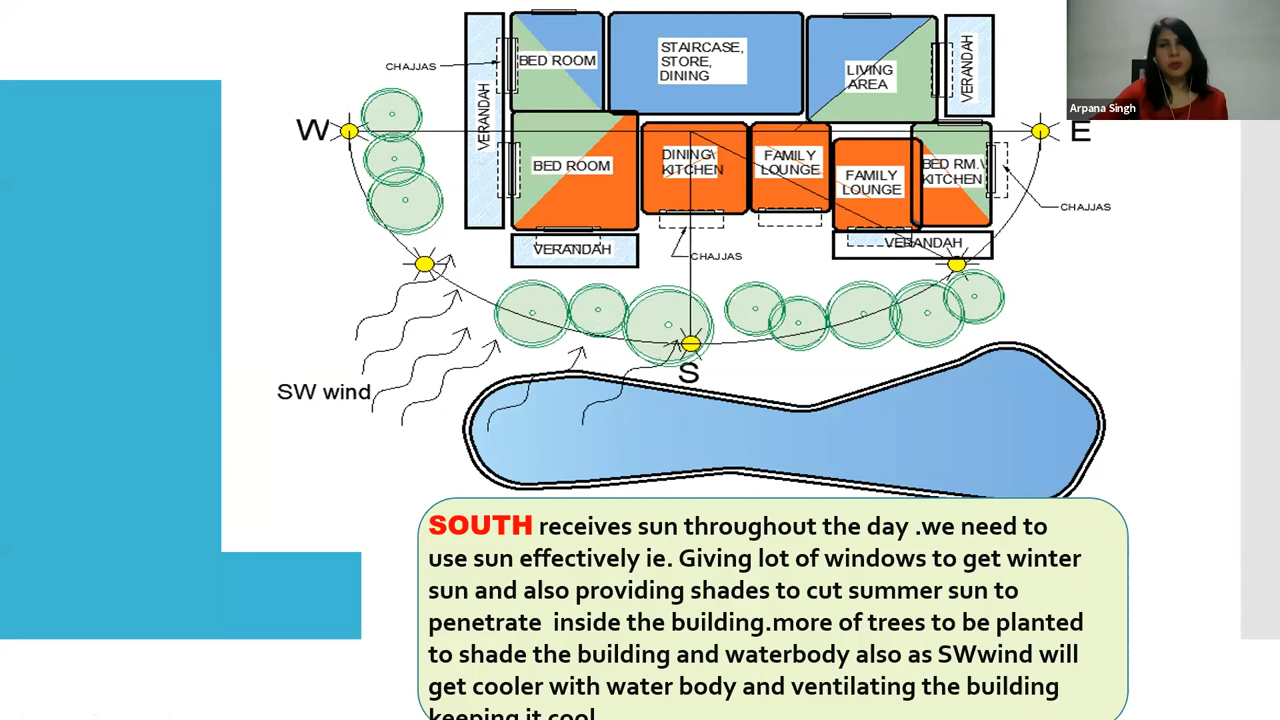 Arpana Singh
BED ROOM
STAIRCASE,
STORE,
DINING
LIVING
AREA
VERANDAH
VERANDAH
CHAJJAS
W
E
BED ROOM
DINING\
KITCHEN
FAMILY
LOUNGE
FAMILY
LOUNGE
BED RM.\
KITCHEN
CHAJJAS
VERANDAH
CHAJJAS
VERANDAH
S
SW wind
SOUTH receives sun throughout the day .we need to
use sun effectively ie. Giving lot of windows to get winter
sun and also providing shades to cut summer sun to
penetrate inside the building.more of trees to be planted
to shade the building and waterbody also as SWwind will
get cooler with water body and ventilating the building
keeping it cool